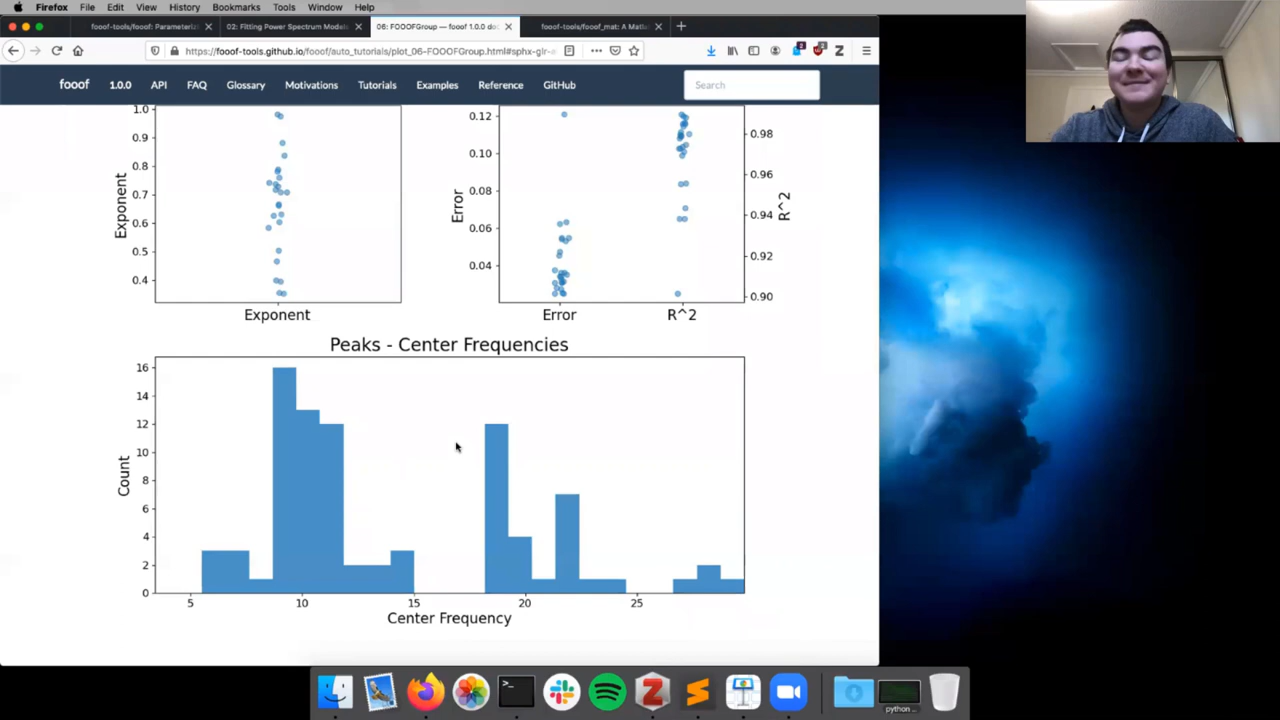 Firefox File Edit View History Bookmarks Tools Window Help
fooof-tools/fooof: Parameteriz 02: Fitting Power Spectrum Models 06: FOOOFGroup — fooof 1.0.0 do fooof-tools/fooof_mat: A Matla
https://fooof-tools.github.io/fooof/auto_tutorials/plot_06-FOOOFGroup.html#sphx-glr-a
fooof 1.0.0 API FAQ Glossary Motivations Tutorials Examples Reference GitHub Search
1.0
0.9
0.8
0.7
0.6
0.5
0.4
Exponent
Exponent
0.12
0.10
0.08
0.06
0.04
Error
Error R^2
0.98
0.96
0.94
0.92
0.90
R^2
Peaks - Center Frequencies
16
14
12
10
8
6
4
2
0
Count
5 10 15 20 25
Center Frequency
python ...